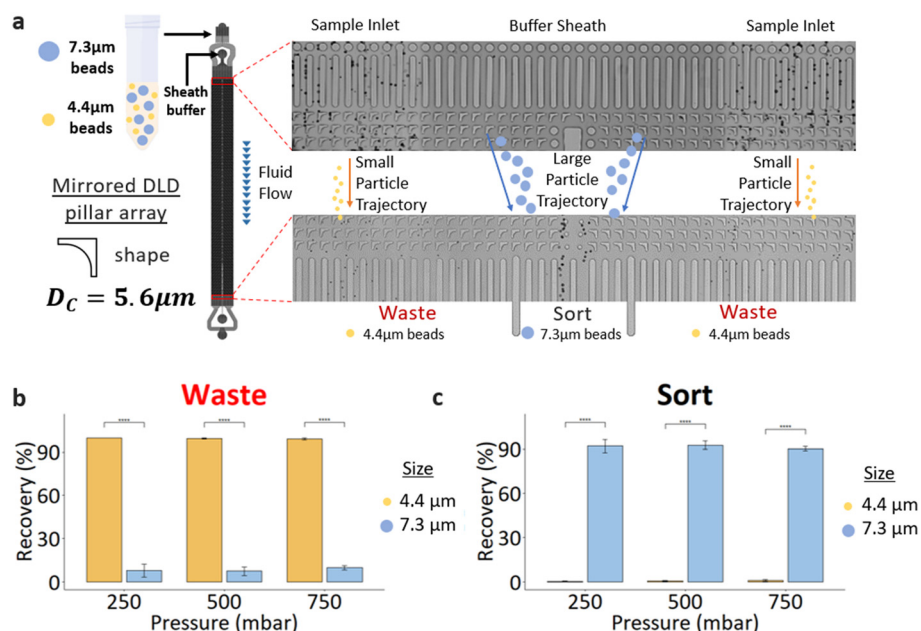 a
7.3µm
beads
4.4µm
beads
Sheath
buffer
Mirrored DLD
pillar array
shape
D_C = 5.6µm
Fluid
Flow
Sample Inlet
Buffer Sheath
Sample Inlet
Small
Particle
Trajectory
Large
Particle
Trajectory
Small
Particle
Trajectory
Waste
4.4µm beads
Sort
7.3µm beads
Waste
4.4µm beads
b
Waste
Recovery (%)
90
60
30
0
****
****
****
250
500
750
Pressure (mbar)
Size
4.4 µm
7.3 µm
c
Sort
Recovery (%)
90
60
30
0
****
****
****
250
500
750
Pressure (mbar)
Size
4.4 µm
7.3 µm